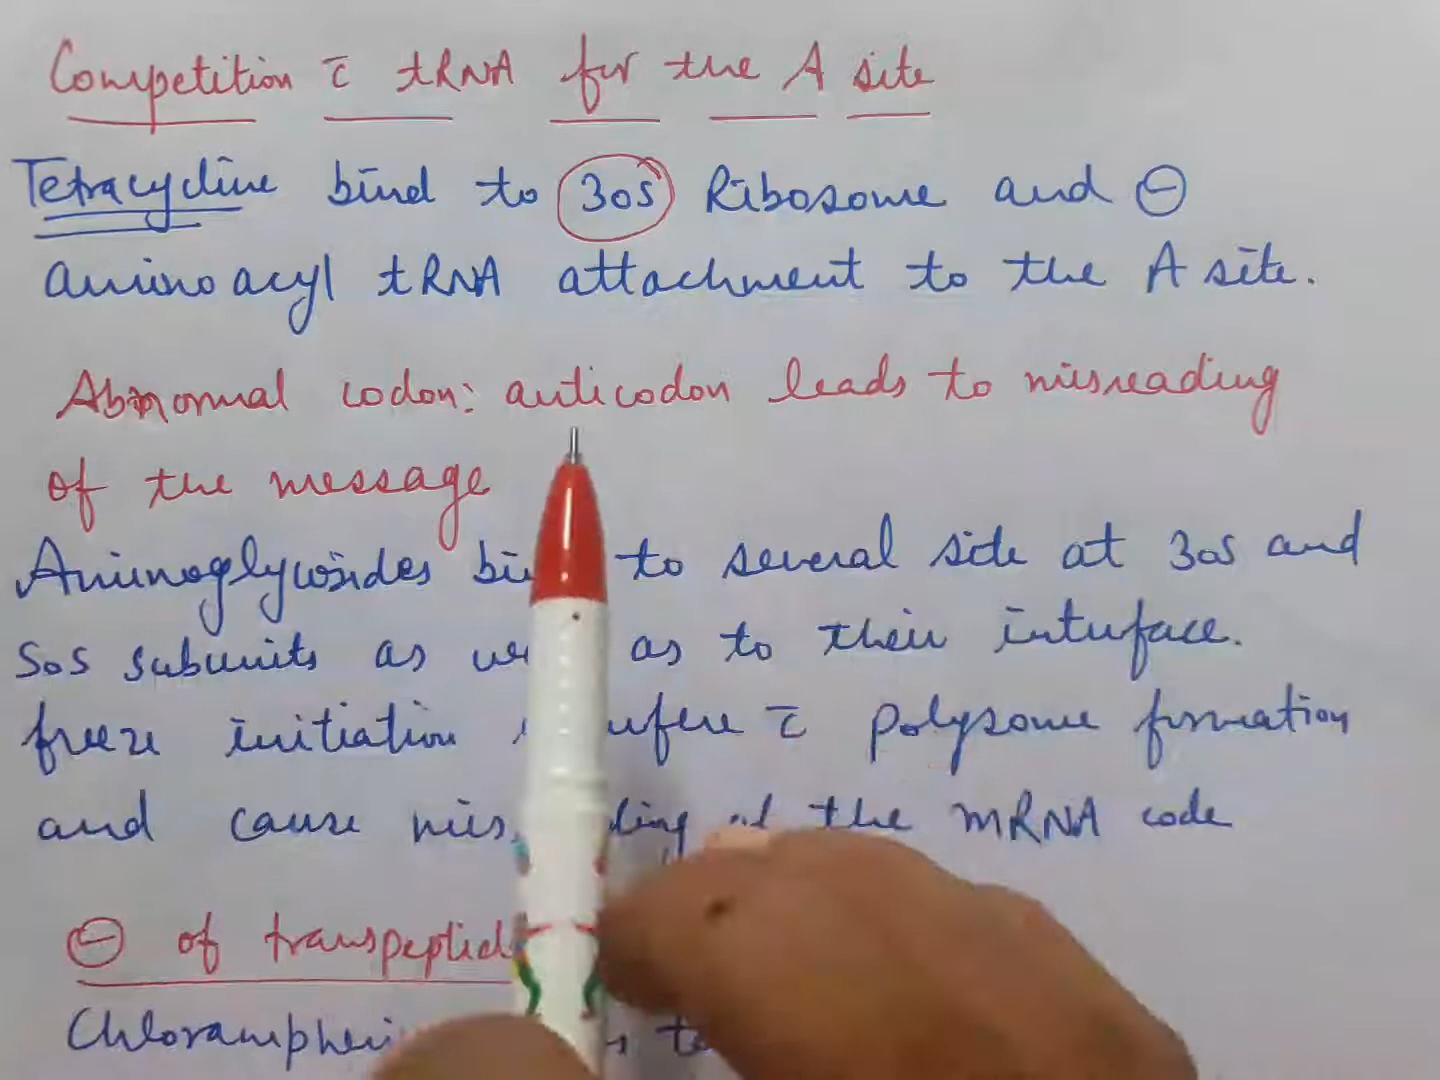 Competition c̄ tRNA for the A site
Tetracycline bind to 30S Ribosome and ⊖
aminoacyl tRNA attachment to the A site.
Abnormal codon: anticodon leads to misreading
of the message
Aminoglycosides to several side at 30S and
50S subunits as as to their interface.
freeze initiation c̄ polysome formation
and cause the mRNA code
⊖ of
to